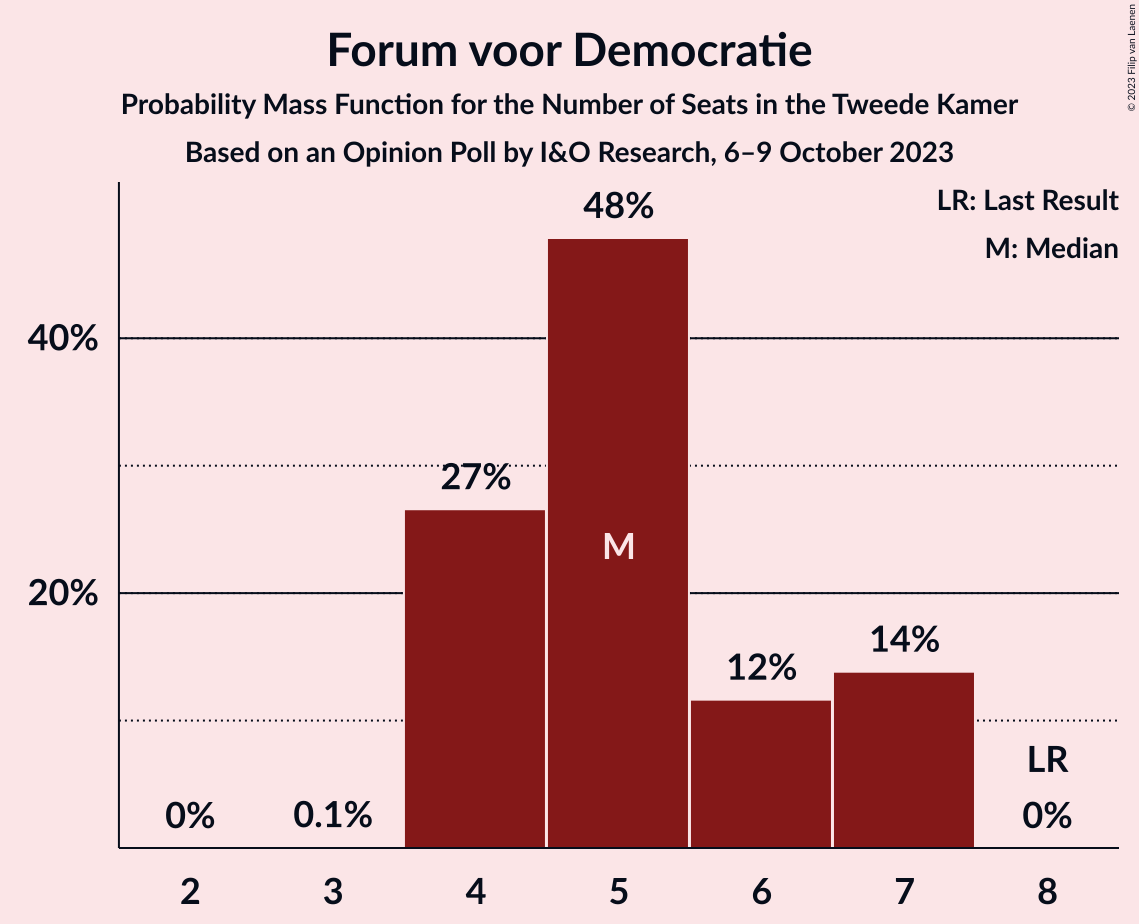 Forum voor Democratie
Probability Mass Function for the Number of Seats in the Tweede Kamer
Based on an Opinion Poll by I&O Research, 6–9 October 2023
© 2023 Filip van Laenen
LR: Last Result
M: Median
48%
40%
27%
M
20%
14%
12%
LR
0%
0.1%
0%
2 3 4 5 6 7 8